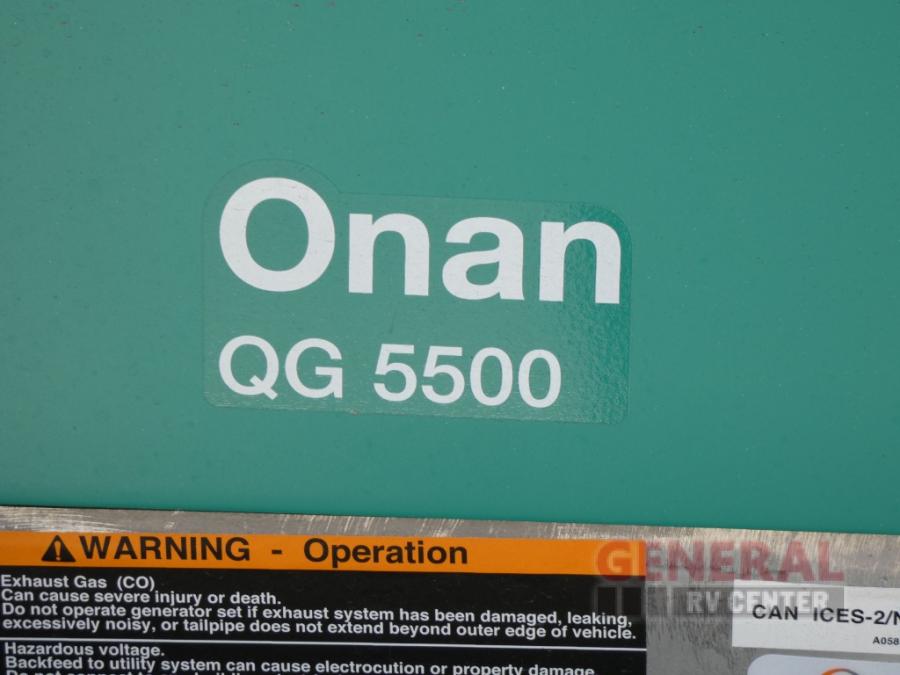 Onan
QG 5500
WARNING - Operation
Exhaust Gas (CO)
Can cause severe injury or death.
Do not operate generator set if exhaust system has been damaged, leaking,
excessively noisy, or tailpipe does not extend beyond outer edge of vehicle.
Hazardous voltage.
Backfeed to utility system can cause electrocution or property damage
GENERAL
RV CENTER
CAN ICES-2/N
A058